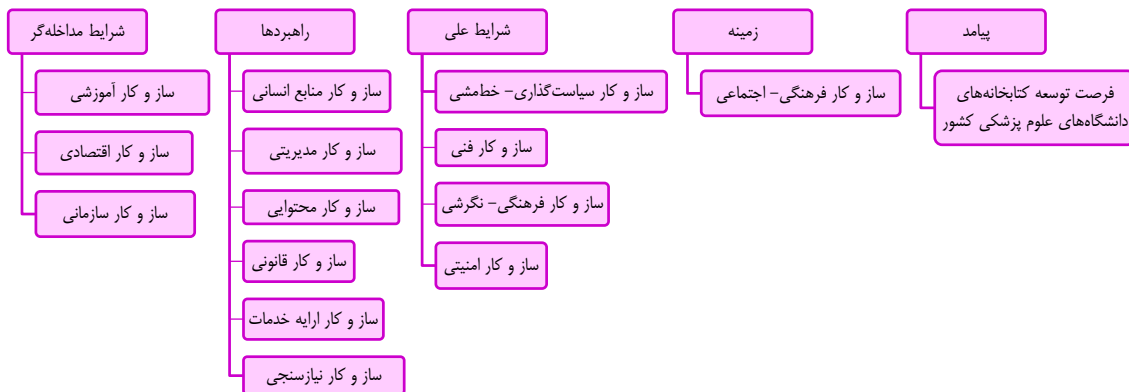 پیامد
فرصت توسعه کتابخانه‌های
دانشگاه‌های علوم پزشکی کشور
زمینه
ساز و کار فرهنگی- اجتماعی
شرایط علی
ساز و کار سیاست‌گذاری- خط‌مشی
ساز و کار فنی
ساز و کار فرهنگی- نگرشی
ساز و کار امنیتی
راهبردها
ساز و کار منابع انسانی
ساز و کار مدیریتی
ساز و کار محتوایی
ساز و کار قانونی
ساز و کار ارایه خدمات
ساز و کار نیازسنجی
شرایط مداخله‌گر
ساز و کار آموزشی
ساز و کار اقتصادی
ساز و کار سازمانی